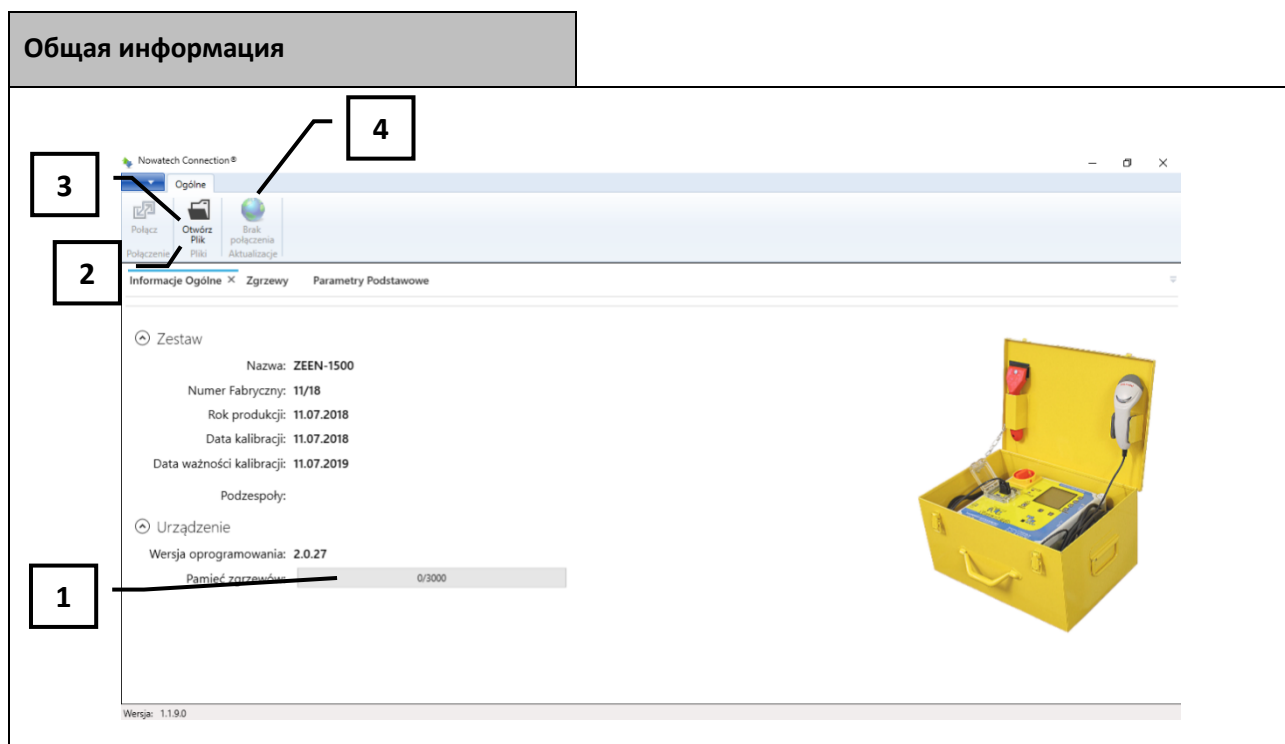 Общая информация
4
Nowatech Connection®
3
Ogólne
Połącz
Otwórz Plik
Brak połączenia
Połączenie
Pliki
Aktualizacje
2
Informacje Ogólne × Zgrzewy Parametry Podstawowe
Zestaw
Nazwa: ZEEN-1500
Numer Fabryczny: 11/18
Rok produkcji: 11.07.2018
Data kalibracji: 11.07.2018
Data ważności kalibracji: 11.07.2019
Podzespoły:
Urządzenie
Wersja oprogramowania: 2.0.27
Pamięć zgrzewów: 0/3000
1
Wersja: 1.1.9.0